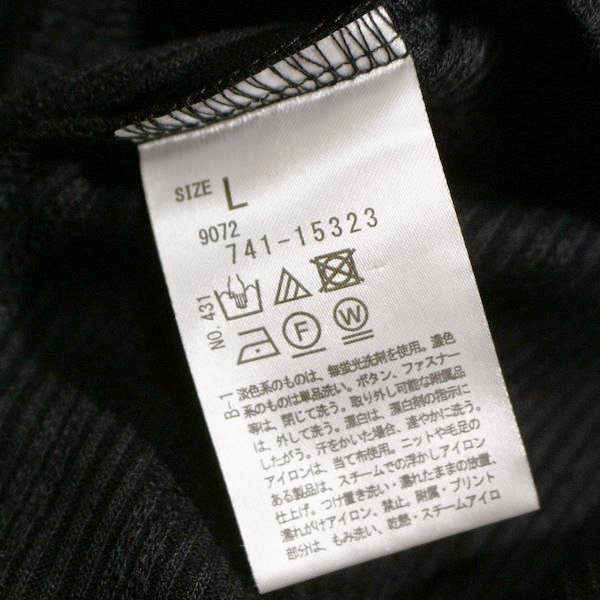 SIZE L
9072
741-15323
NO. 431
F W
B-1 淡色系のものは、無蛍光洗剤を使用。濃色
系のものは単品洗い。ボタン、ファスナー
等は、閉じて洗う。取り外し可能な附属品
は、外して洗う。漂白は、漂白剤の指示に
したがう。汗をかいた場合、速やかに洗う。
アイロンは、当て布使用。ニットや毛足の
ある製品は、スチームでの浮かしアイロン
仕上げ。つけ置き洗い・濡れたままの放置、
濡れがけアイロン、禁止。附属・プリント
部分は、もみ洗い、乾熱・スチームアイロ